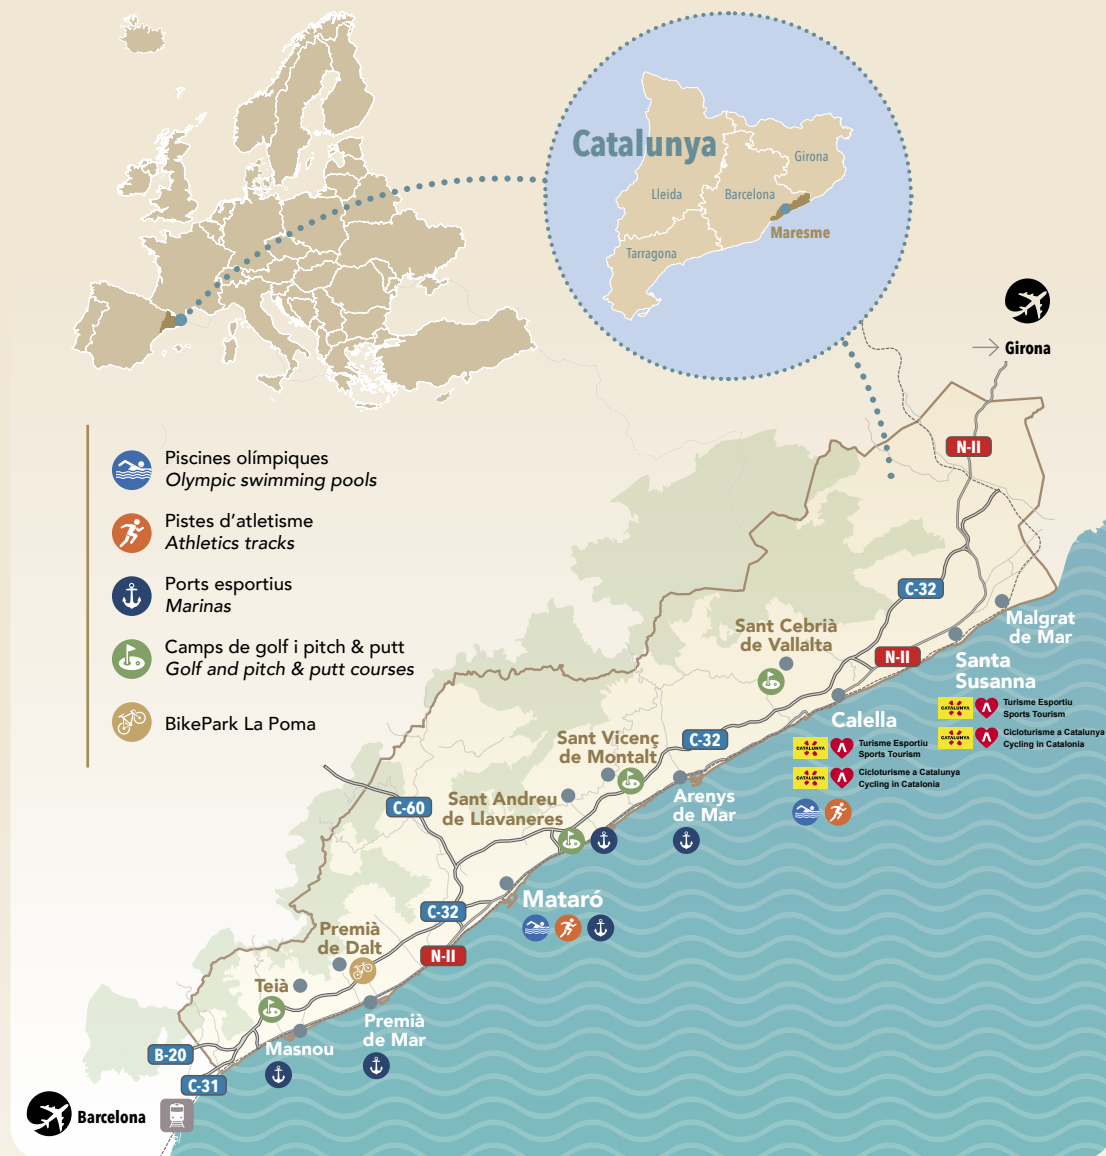 Catalunya
Girona
Lleida
Barcelona
Maresme
Tarragona
Girona
N-II
Piscines olímpiques
Olympic swimming pools
Pistes d'atletisme
Athletics tracks
Ports esportius
Marinas
Camps de golf i pitch & putt
Golf and pitch & putt courses
BikePark La Poma
C-32
Malgrat
de Mar
Sant Cebrià
de Vallalta
N-II
Santa
Susanna
CATALUNYA
Turisme Esportiu
Sports Tourism
CATALUNYA
Cicloturisme a Catalunya
Cycling in Catalonia
Calella
CATALUNYA
Turisme Esportiu
Sports Tourism
CATALUNYA
Cicloturisme a Catalunya
Cycling in Catalonia
Sant Vicenç
de Montalt
C-32
Arenys
de Mar
Sant Andreu
de Llavaneres
C-60
Mataró
C-32
N-II
Premià
de Dalt
Teià
Premià
de Mar
Masnou
B-20
C-31
Barcelona